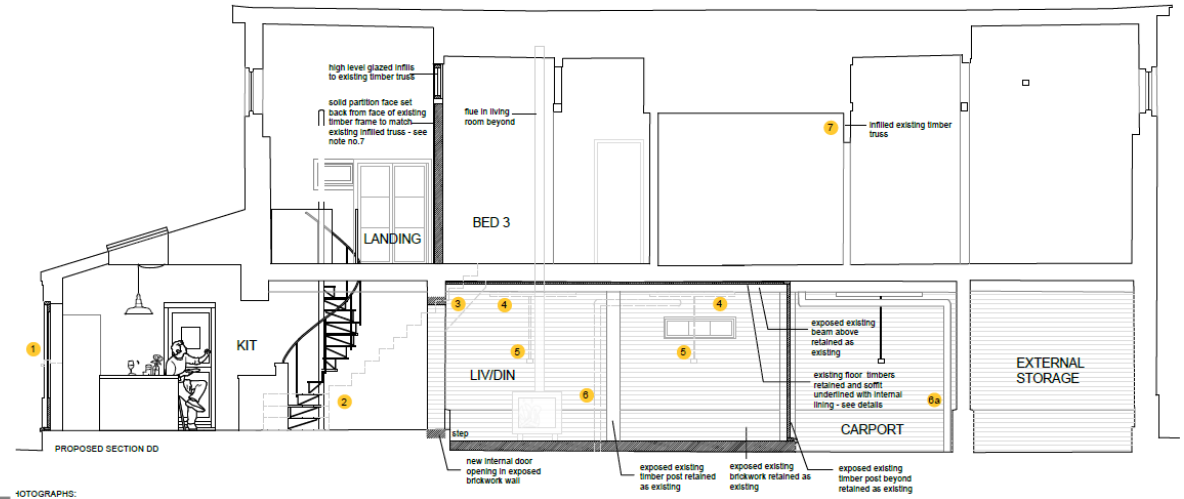 high level glazed infills
to existing timber truss
solid partition face set
back from face of existing
timber frame to match
existing infilled truss - see
note no.7
flue in living
room beyond
7
infilled existing timber
truss
LANDING
BED 3
3
4
4
exposed existing
beam above
retained as
existing
1
KIT
5
5
LIV/DIN
existing floor timbers
retained and soffit
underlined with internal
lining - see details
EXTERNAL
STORAGE
2
6
6a
CARPORT
step
PROPOSED SECTION DD
new internal door
opening in exposed
brickwork wall
exposed existing
timber post retained
as existing
exposed existing
brickwork retained as
existing
exposed existing
timber post beyond
retained as existing
HOTOGRAPHS: